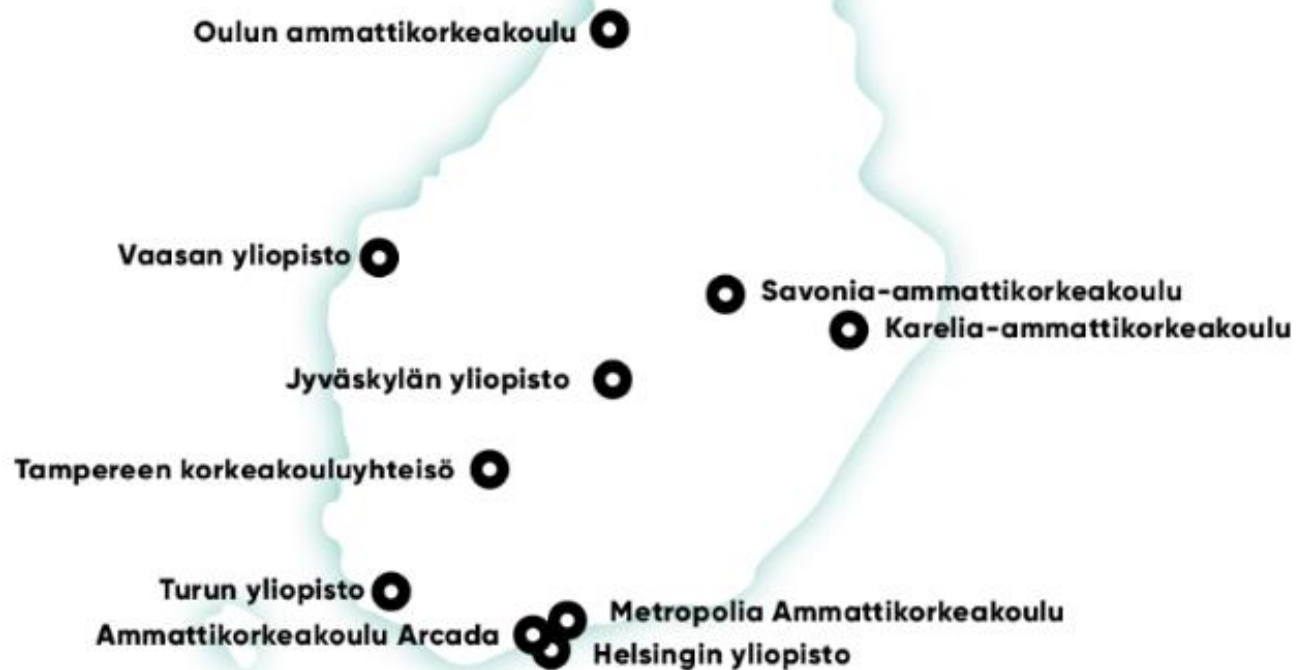 Oulun ammattikorkeakoulu
Vaasan yliopisto
Savonia-ammattikorkeakoulu
Karelia-ammattikorkeakoulu
Jyväskylän yliopisto
Tampereen korkeakouluyhteisö
Turun yliopisto
Metropolia Ammattikorkeakoulu
Ammattikorkeakoulu Arcada
Helsingin yliopisto